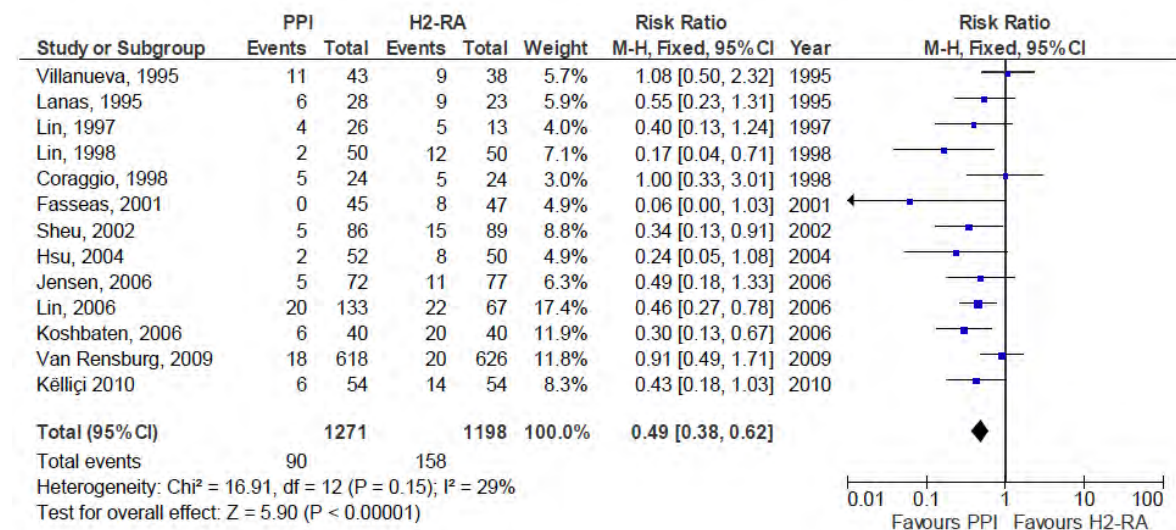 PPI H2-RA Risk Ratio Risk Ratio
Study or Subgroup Events Total Events Total Weight M-H, Fixed, 95%CI Year M-H, Fixed, 95%CI
Villanueva, 1995 11 43 9 38 5.7% 1.08 [0.50, 2.32] 1995
Lanas, 1995 6 28 9 23 5.9% 0.55 [0.23, 1.31] 1995
Lin, 1997 4 26 5 13 4.0% 0.40 [0.13, 1.24] 1997
Lin, 1998 2 50 12 50 7.1% 0.17 [0.04, 0.71] 1998
Coraggio, 1998 5 24 5 24 3.0% 1.00 [0.33, 3.01] 1998
Fasseas, 2001 0 45 8 47 4.9% 0.06 [0.00, 1.03] 2001
Sheu, 2002 5 86 15 89 8.8% 0.34 [0.13, 0.91] 2002
Hsu, 2004 2 52 8 50 4.9% 0.24 [0.05, 1.08] 2004
Jensen, 2006 5 72 11 77 6.3% 0.49 [0.18, 1.33] 2006
Lin, 2006 20 133 22 67 17.4% 0.46 [0.27, 0.78] 2006
Koshbaten, 2006 6 40 20 40 11.9% 0.30 [0.13, 0.67] 2006
Van Rensburg, 2009 18 618 20 626 11.8% 0.91 [0.49, 1.71] 2009
Këlliçi 2010 6 54 14 54 8.3% 0.43 [0.18, 1.03] 2010
Total (95%CI) 1271 1198 100.0% 0.49 [0.38, 0.62]
Total events 90 158
Heterogeneity: Chi² = 16.91, df = 12 (P = 0.15); I² = 29%
Test for overall effect: Z = 5.90 (P < 0.00001)
0.01 0.1 1 10 100
Favours PPI Favours H2-RA